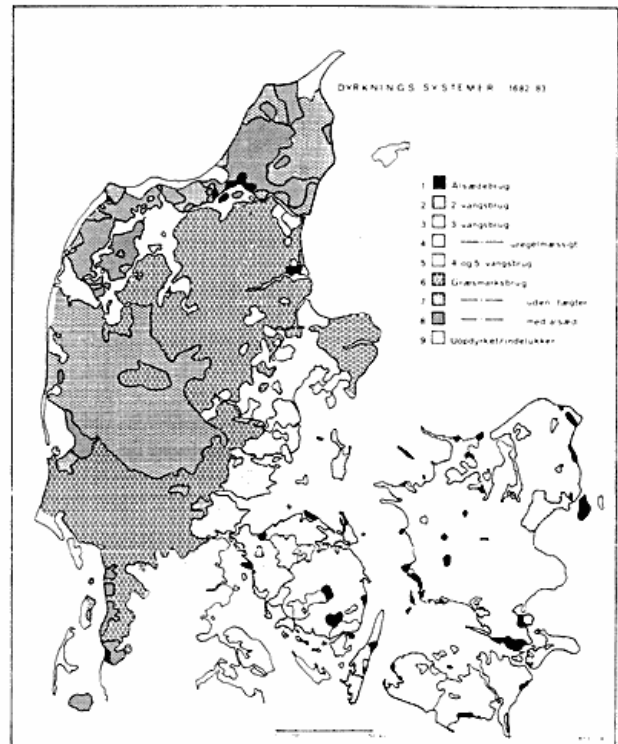 DYRKNINGS SYSTEMER 1682 83
1 Alsædebrug
2 2 vangsbrug
3 3 vangsbrug
4 uregelmæssigt
5 4 og 5 vangsbrug
6 Græsmarksbrug
7 uden fægter
8 med alsæd
9 Uopdyrket/indelukker